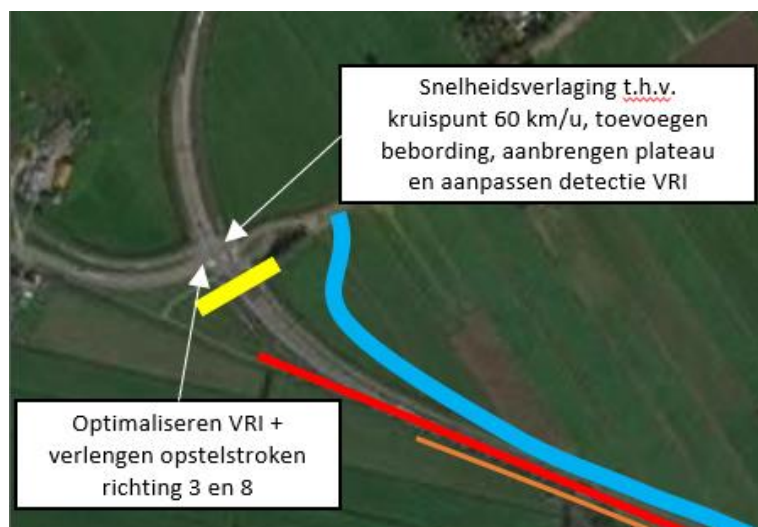 Snelheidsverlaging t.h.v.
kruispunt 60 km/u, toevoegen
bebording, aanbrengen plateau
en aanpassen detectie VRI
Optimaliseren VRI +
verlengen opstelstroken
richting 3 en 8